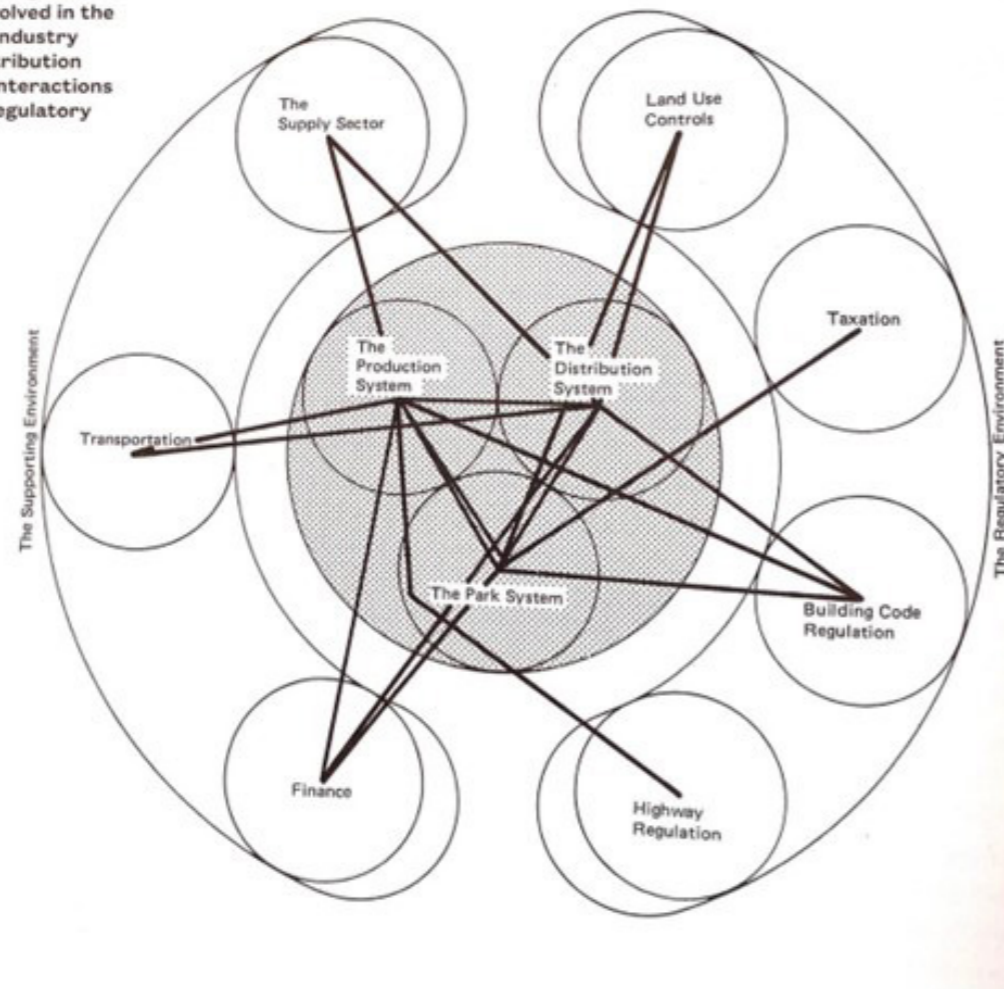 olved in the
ndustry
ribution
nteractions
egulatory
The
Supply Sector
Land Use
Controls
Taxation
The
Production
System
The
Distribution
System
Transportation
The Supporting Environment
The Regulatory Environment
The Park System
Building Code
Regulation
Finance
Highway
Regulation